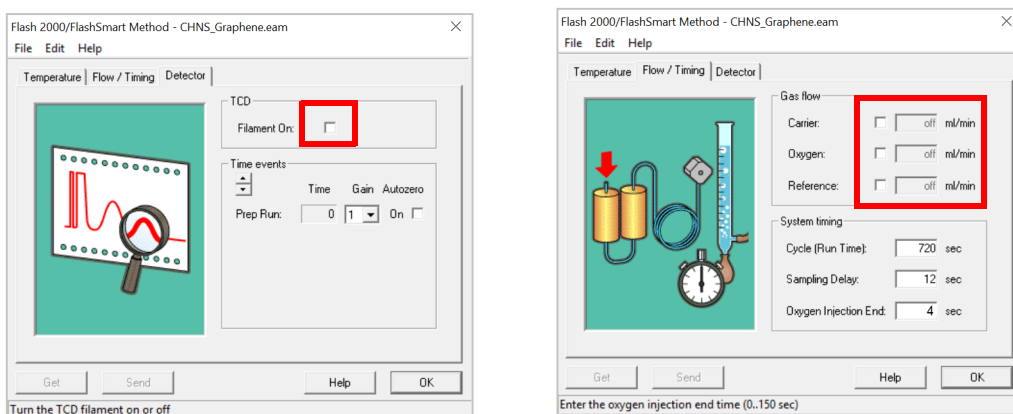 Flash 2000/FlashSmart Method - CHNS_Graphene.eam
File Edit Help
Temperature Flow / Timing Detector
TCD
Filament On:
Time events
Time Gain Autozero
Prep Run: 0 1 On
Get Send Help OK
Turn the TCD filament on or off
Flash 2000/FlashSmart Method - CHNS_Graphene.eam
File Edit Help
Temperature Flow / Timing Detector
Gas flow
Carrier: off ml/min
Oxygen: off ml/min
Reference: off ml/min
System timing
Cycle (Run Time): 720 sec
Sampling Delay: 12 sec
Oxygen Injection End: 4 sec
Get Send Help OK
Enter the oxygen injection end time (0..150 sec)